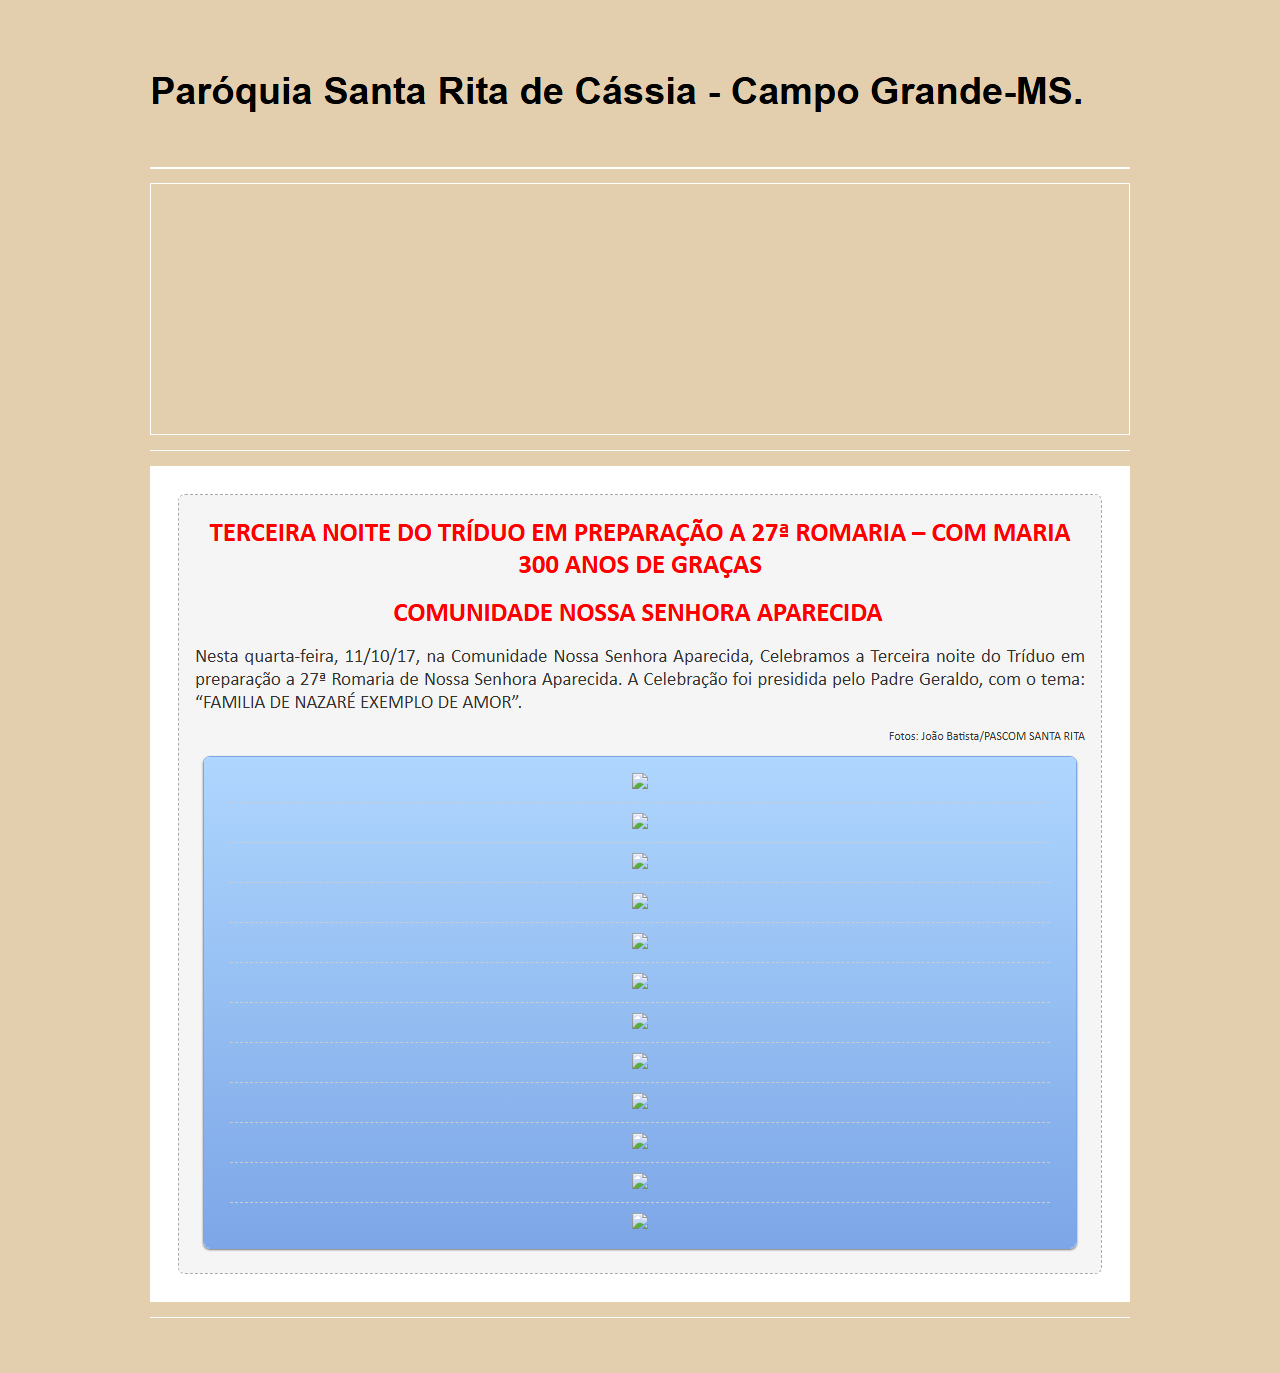 Paróquia Santa Rita de Cássia - Campo Grande-MS.
TERCEIRA NOITE DO TRÍDUO EM PREPARAÇÃO A 27ª ROMARIA – COM MARIA
300 ANOS DE GRAÇAS
COMUNIDADE NOSSA SENHORA APARECIDA
Nesta quarta-feira, 11/10/17, na Comunidade Nossa Senhora Aparecida, Celebramos a Terceira noite do Tríduo em
preparação a 27ª Romaria de Nossa Senhora Aparecida. A Celebração foi presidida pelo Padre Geraldo, com o tema:
“FAMILIA DE NAZARÉ EXEMPLO DE AMOR”.
Fotos: João Batista/PASCOM SANTA RITA